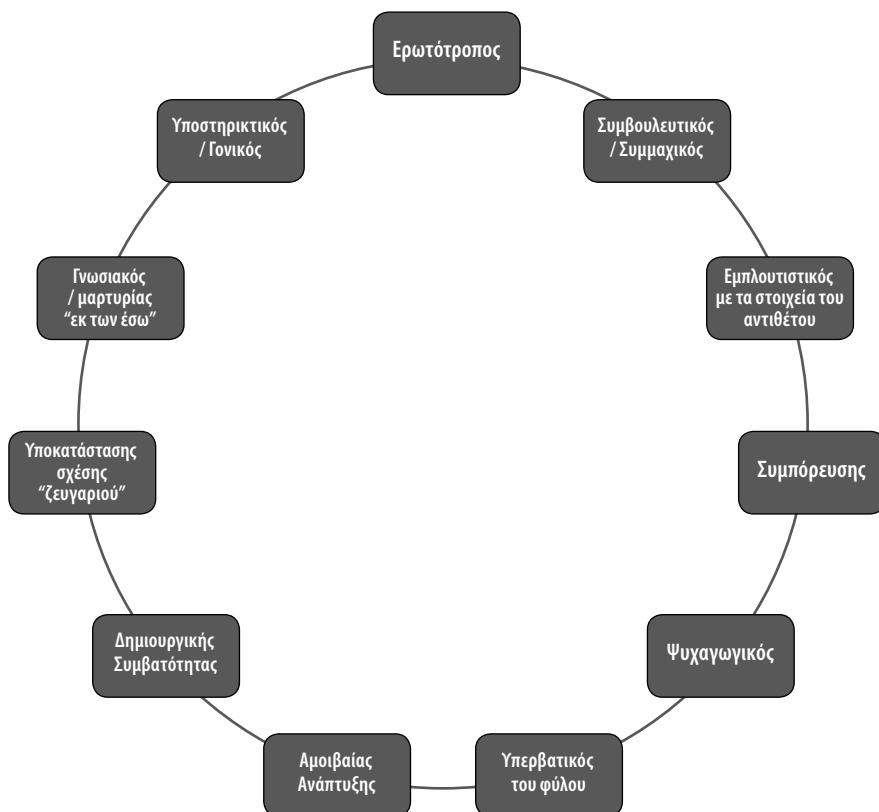 Ερωτότροπος
Συμβουλευτικός
/ Συμμαχικός
Εμπλουτιστικός
με τα στοιχεία του
αντιθέτου
Συμπόρευσης
Ψυχαγωγικός
Υπερβατικός
του φύλου
Αμοιβαίας
Ανάπτυξης
Δημιουργικής
Συμβατότητας
Υποκατάστασης
σχέσης
“ζευγαριού”
Γνωσιακός
/ μαρτυρίας
“εκ των έσω”
Υποστηρικτικός
/ Γονικός